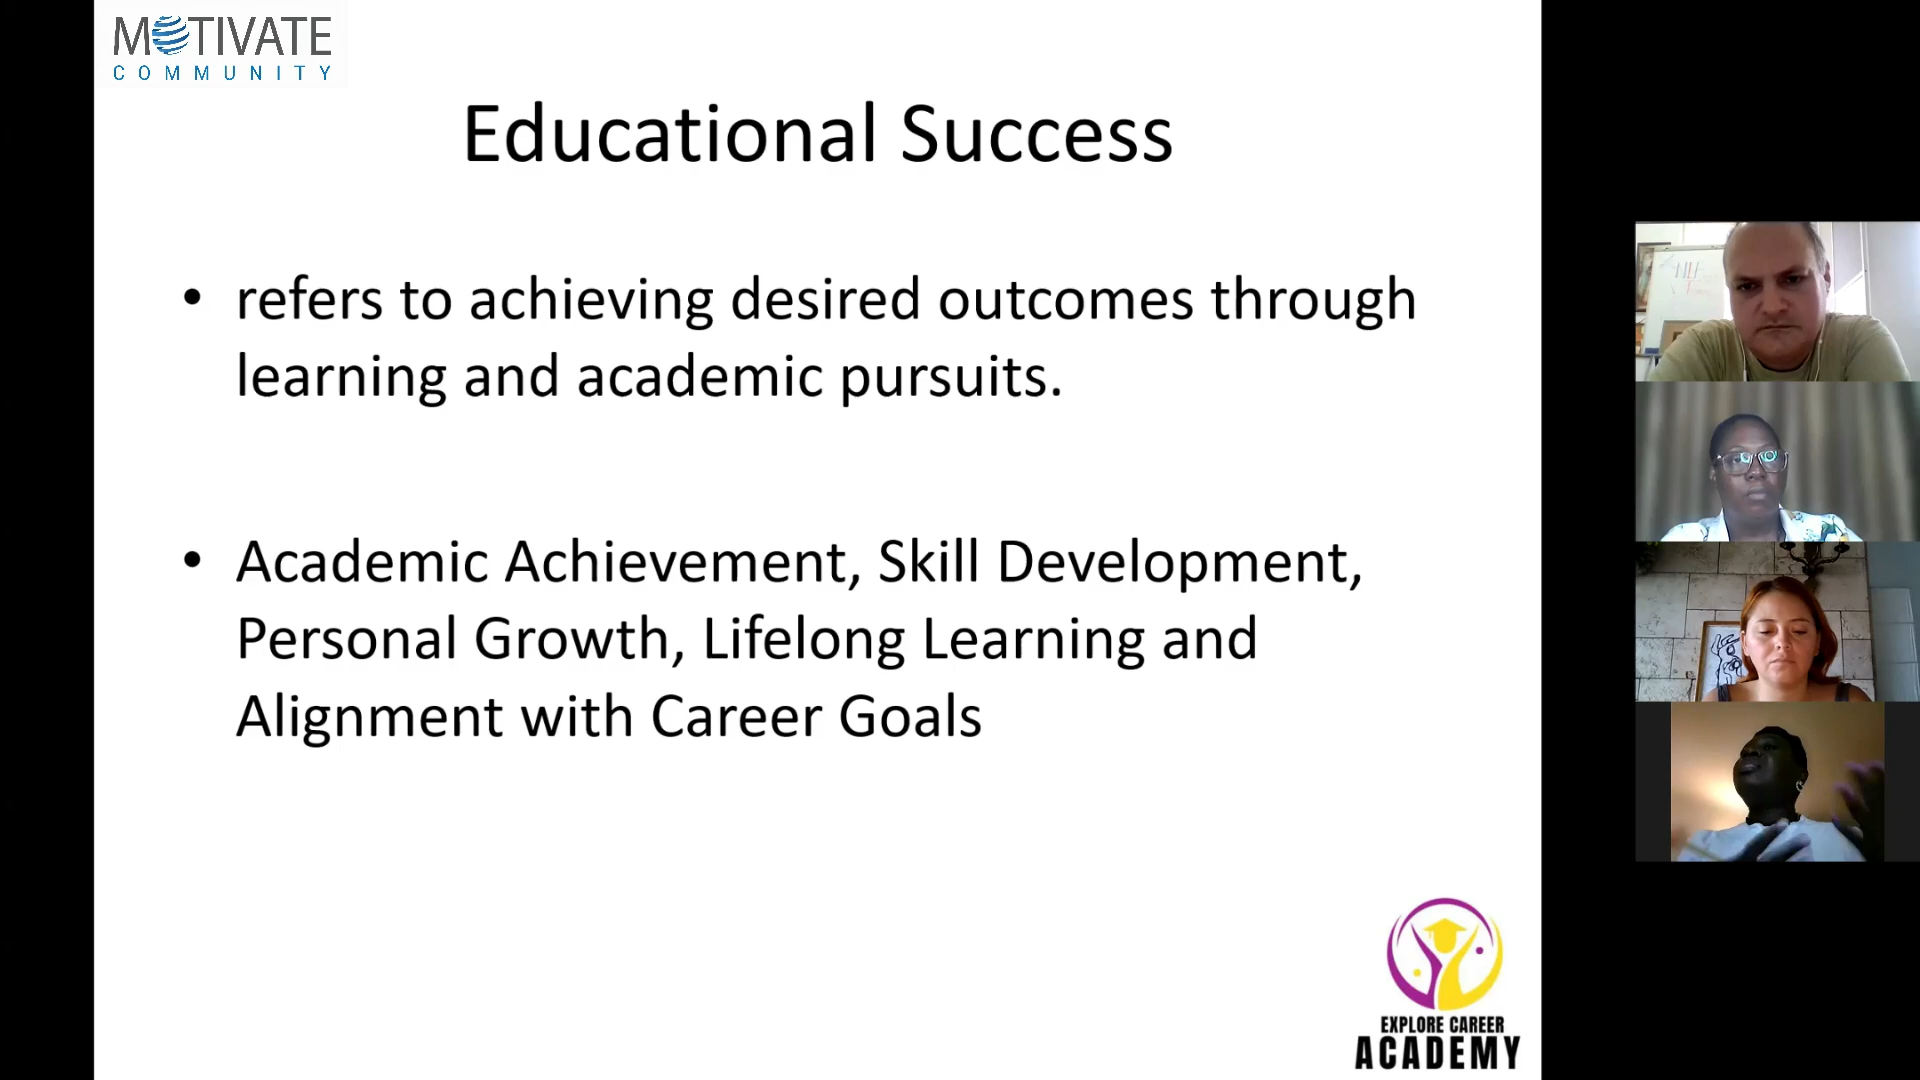 MOTIVATE
COMMUNITY
Educational Success
• refers to achieving desired outcomes through
learning and academic pursuits.
• Academic Achievement, Skill Development,
Personal Growth, Lifelong Learning and
Alignment with Career Goals
EXPLORE CAREER
ACADEMY